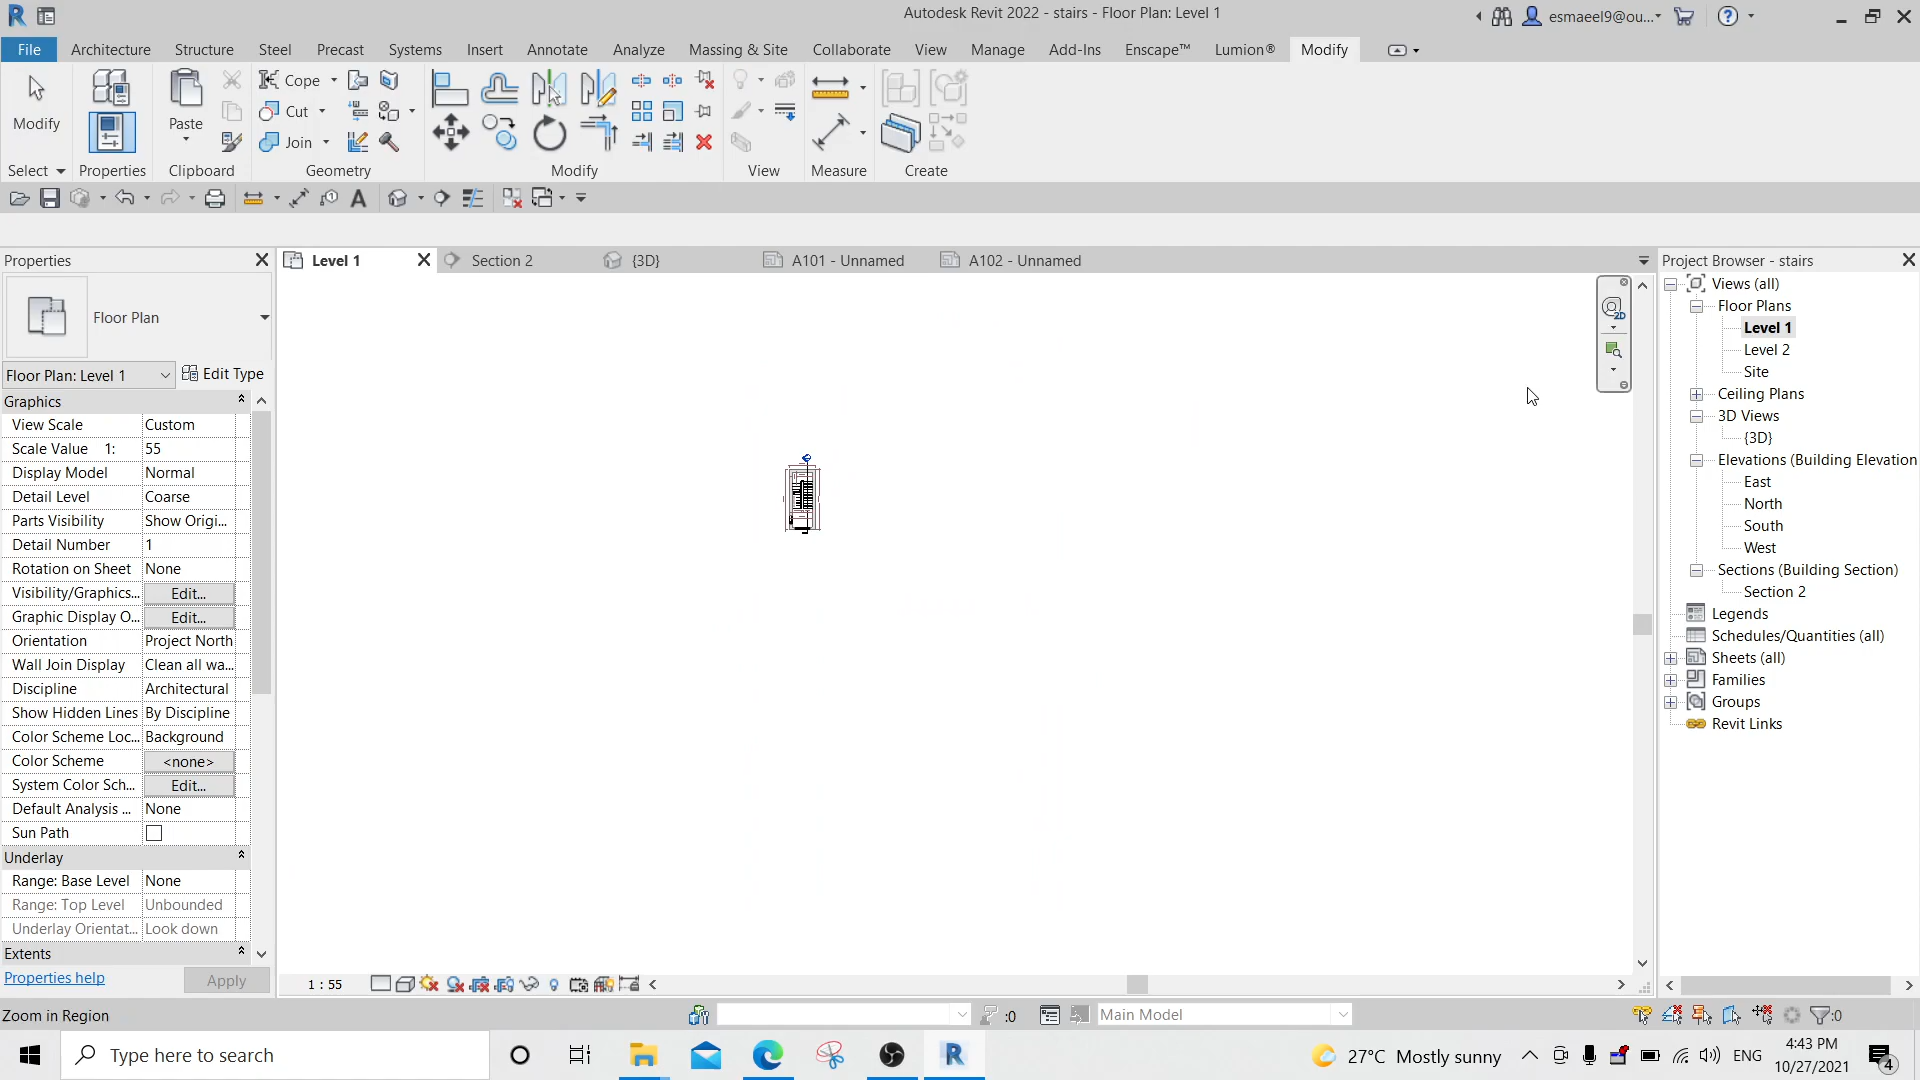 Autodesk Revit 2022 - stairs - Floor Plan: Level 1
esmaeel9@ou...
File
Architecture
Structure
Steel
Precast
Systems
Insert
Annotate
Analyze
Massing & Site
Collaborate
View
Manage
Add-Ins
Enscape™
Lumion®
Modify
Modify
Paste
Cope
Cut
Join
Select
Properties
Clipboard
Geometry
Modify
View
Measure
Create
Properties
Level 1
Section 2
{3D}
A101 - Unnamed
A102 - Unnamed
Project Browser - stairs
Floor Plan
Floor Plan: Level 1
Edit Type
Graphics
View Scale Custom
Scale Value 1: 55
Display Model Normal
Detail Level Coarse
Parts Visibility Show Origi...
Detail Number 1
Rotation on Sheet None
Visibility/Graphics... Edit...
Graphic Display O... Edit...
Orientation Project North
Wall Join Display Clean all wa...
Discipline Architectural
Show Hidden Lines By Discipline
Color Scheme Loc... Background
Color Scheme <none>
System Color Sch... Edit...
Default Analysis ... None
Sun Path
Underlay
Range: Base Level None
Range: Top Level Unbounded
Underlay Orientat... Look down
Extents
Properties help
Apply
2D
Views (all)
Floor Plans
Level 1
Level 2
Site
Ceiling Plans
3D Views
{3D}
Elevations (Building Elevation
East
North
South
West
Sections (Building Section)
Section 2
Legends
Schedules/Quantities (all)
Sheets (all)
Families
Groups
Revit Links
1 : 55
Zoom in Region
:0
Main Model
:0
Type here to search
27°C Mostly sunny
ENG
4:43 PM
10/27/2021
4